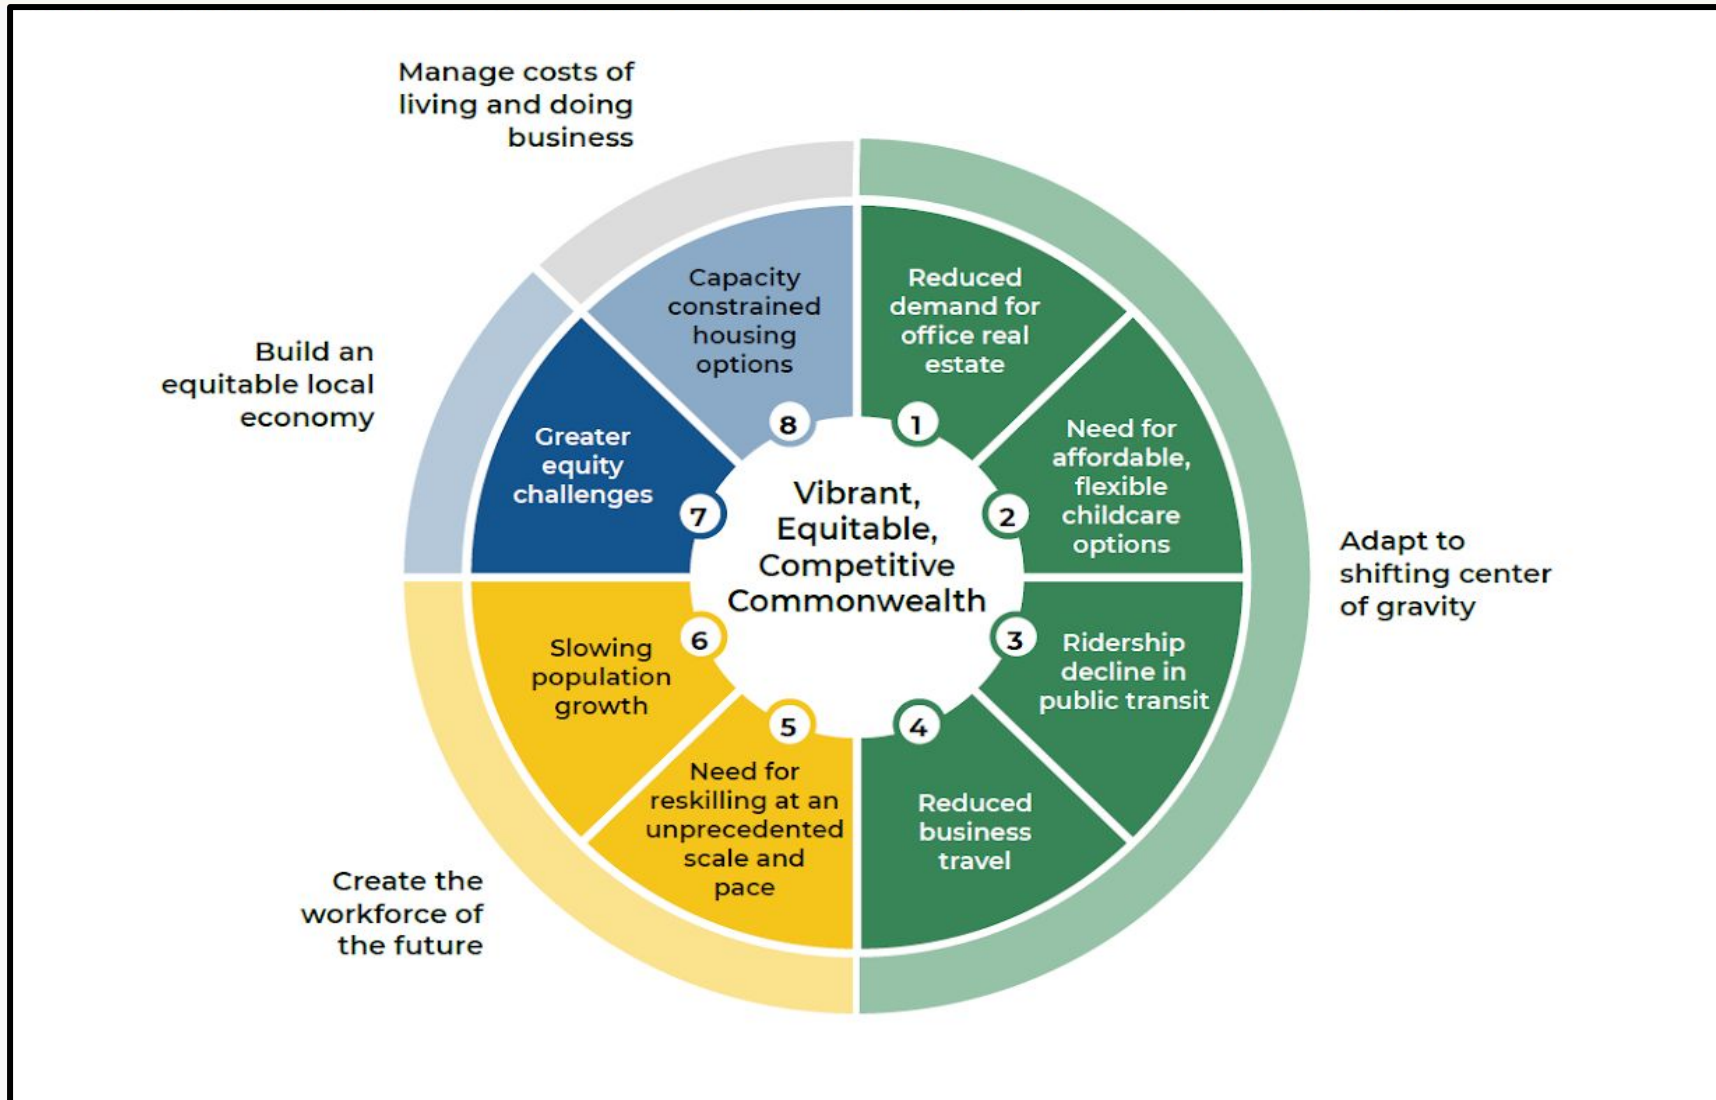 Manage costs of
living and doing
business
Build an
equitable local
economy
Create the
workforce of
the future
Adapt to
shifting center
of gravity
Vibrant,
Equitable,
Competitive
Commonwealth
1
Reduced
demand for
office real
estate
2
Need for
affordable,
flexible
childcare
options
3
Ridership
decline in
public transit
4
Reduced
business
travel
5
Need for
reskilling at an
unprecedented
scale and
pace
6
Slowing
population
growth
7
Greater
equity
challenges
8
Capacity
constrained
housing
options